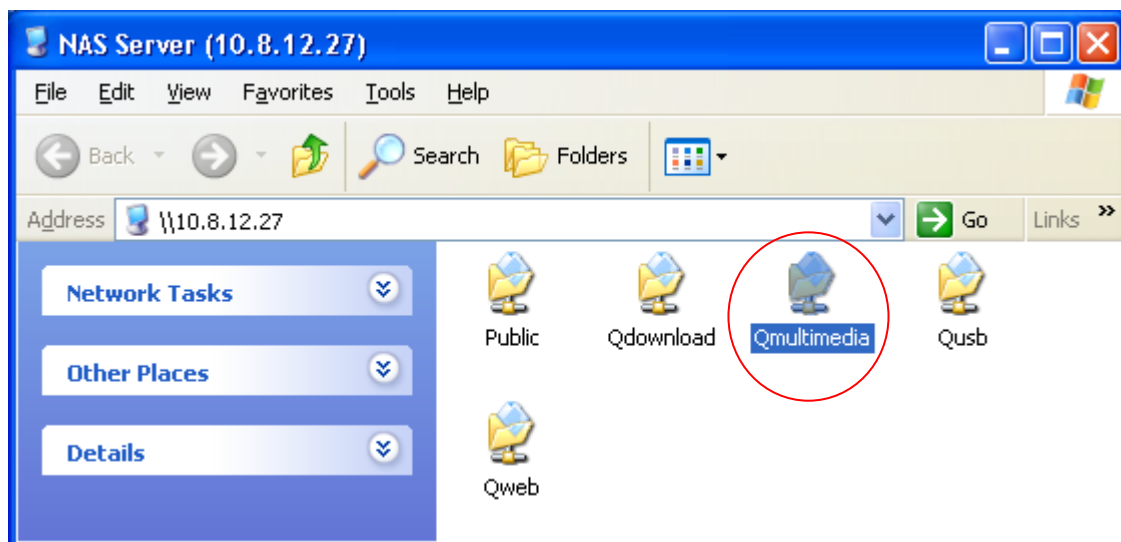 NAS Server (10.8.12.27)
File Edit View Favorites Tools Help
Back Search Folders
Address \\10.8.12.27 Go Links »
Network Tasks
Other Places
Details
Public Qdownload Qmultimedia Qusb
Qweb